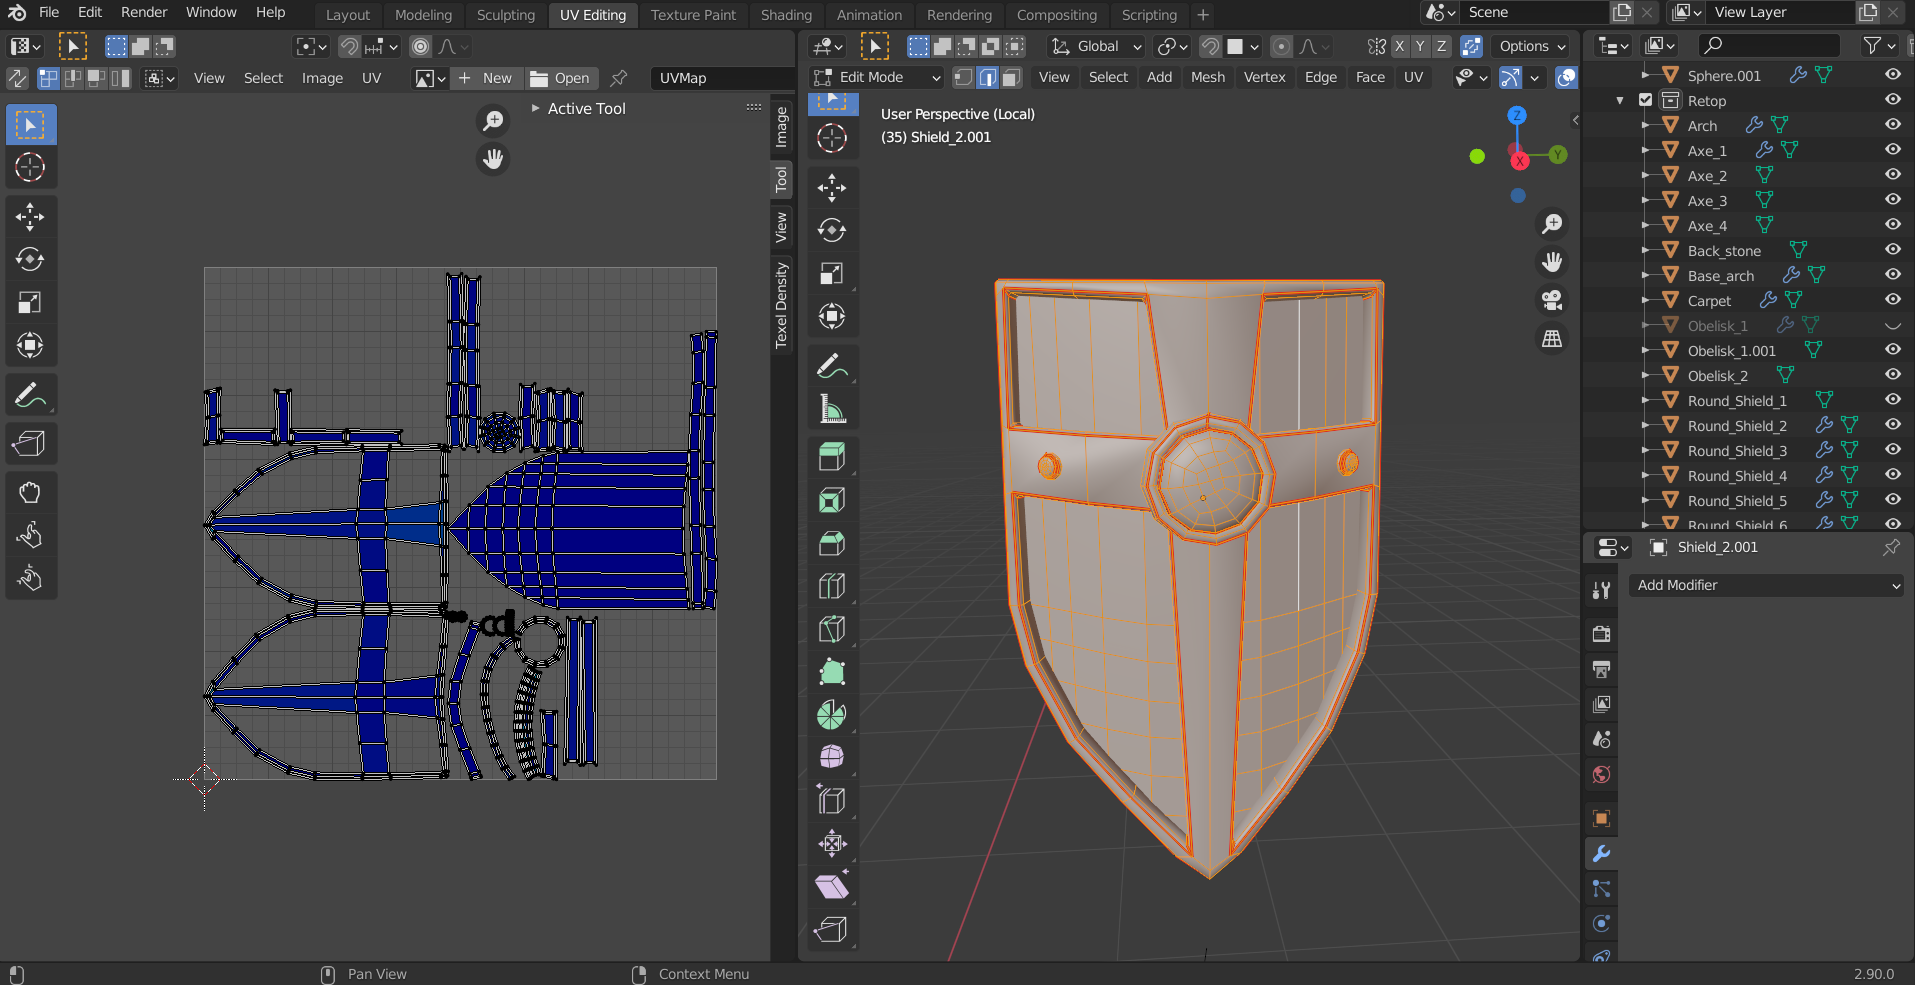 File Edit Render Window Help Layout Modeling Sculpting UV Editing Texture Paint Shading Animation Rendering Compositing Scripting + Scene View Layer
Global X Y Z Options
View Select Image UV + New Open UVMap
Edit Mode View Select Add Mesh Vertex Edge Face UV
Active Tool
Image
Tool
View
Texel Density
User Perspective (Local)
(35) Shield_2.001
Z
Y
X
Sphere.001
Retop
Arch
Axe_1
Axe_2
Axe_3
Axe_4
Back_stone
Base_arch
Carpet
Obelisk_1
Obelisk_1.001
Obelisk_2
Round_Shield_1
Round_Shield_2
Round_Shield_3
Round_Shield_4
Round_Shield_5
Round_Shield_6
Shield_2.001
Add Modifier
Pan View
Context Menu
2.90.0